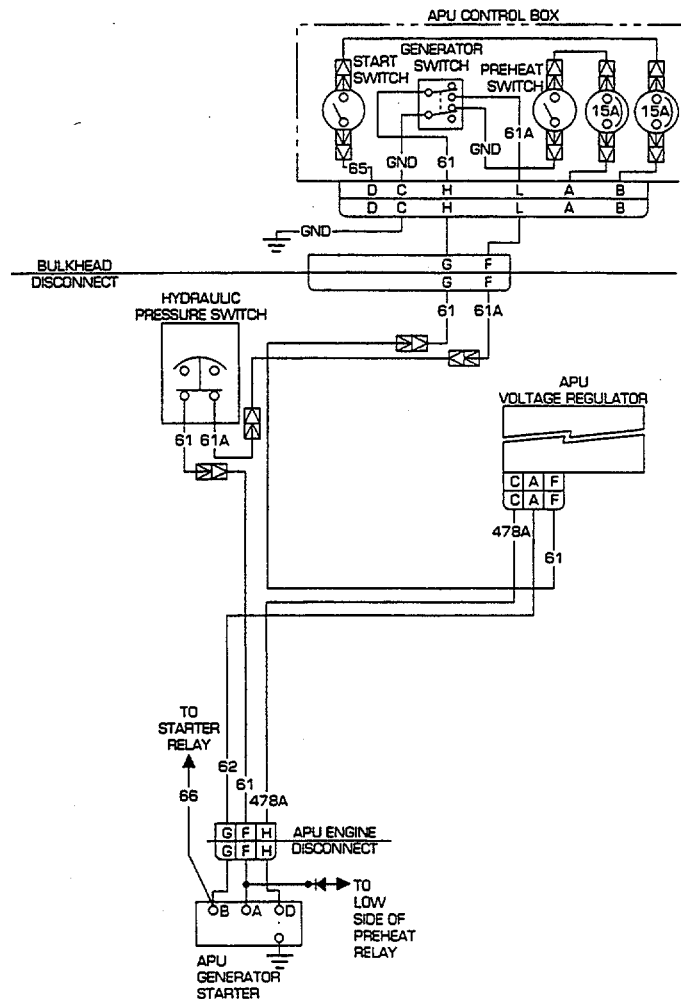 APU CONTROL BOX
START
SWITCH
GENERATOR
SWITCH
PREHEAT
SWITCH
15A
15A
65
GND
61
GND
61A
D C H L A B
D C H L A B
GND
BULKHEAD
DISCONNECT
G F
G F
61 61A
HYDRAULIC
PRESSURE SWITCH
61 61A
APU
VOLTAGE REGULATOR
C A F
C A F
478A
61
TO
STARTER
RELAY
66
62
61
478A
G F H
G F H
APU ENGINE
DISCONNECT
B A D
TO
LOW
SIDE OF
PREHEAT
RELAY
APU
GENERATOR
STARTER